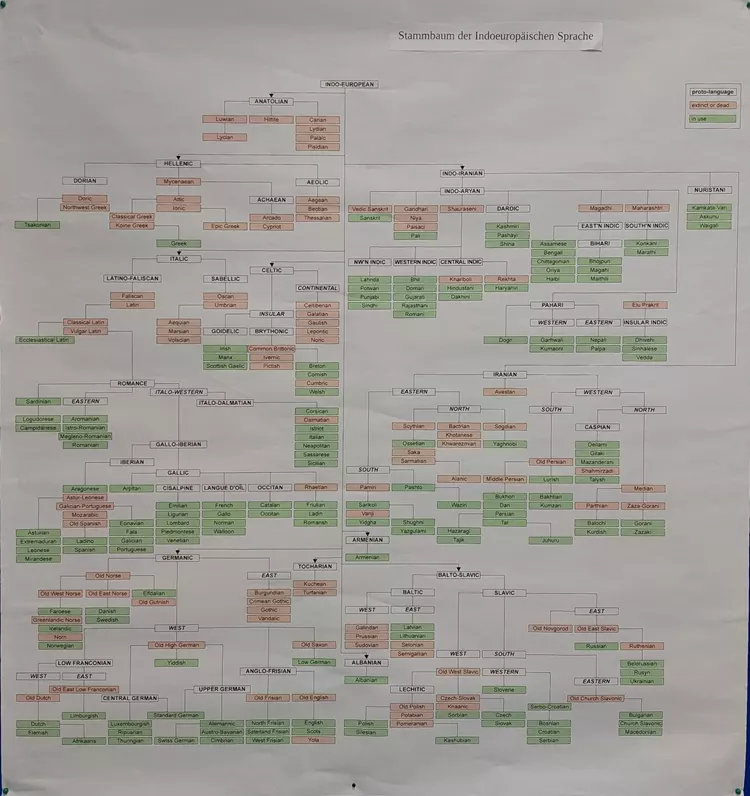 Stammbaum der Indoeuropäischen Sprache
INDO-EUROPEAN
proto-language
extinct or dead
in use
ANATOLIAN
Luwian
Hittite
Carian
Lydian
Lycian
Palaic
Pisidian
HELLENIC
INDO-IRANIAN
DORIAN
Mycenaean
AEOLIC
INDO-ARYAN
NURISTANI
Doric
Attic
ACHAEAN
Aegean
Northwest Greek
Ionic
Beotian
Classical Greek
Arcado
Thessalian
Tsakonian
Koine Greek
Epic Greek
Cypriot
Greek
Vedic Sanskrit
Gandhari
Shaurasemi
DARDIC
Magadhi
Maharashtri
Kamkata-Vari
Sanskrit
Niya
Askunu
Paisaci
Kashmiri
EAST'N INDIC
SOUTH'N INDIC
Waigali
Pali
Pashayi
Shina
Assamese
BIHARI
Konkani
Bengali
Marathi
NW'N INDIC
WESTERN INDIC
CENTRAL INDIC
Chittagonian
Bhojpuri
Oriya
Magahi
Lahnda
Bhil
Khariboli
Rekhta
Halbi
Maithili
Potwari
Domari
Hindustani
Haryanvi
Punjabi
Gujarati
Dakhini
Sindhi
Rajasthani
Romani
PAHARI
Elu Prakrit
WESTERN
EASTERN
INSULAR INDIC
Dogri
Garhwali
Nepali
Dhivehi
Kumaoni
Palpa
Sinhalese
Vedda
ITALIC
LATINO-FALISCAN
SABELLIC
CELTIC
CONTINENTAL
Faliscan
Oscan
Latin
Umbrian
INSULAR
Celtiberian
Galatian
Classical Latin
Aequian
Gaulish
Vulgar Latin
Marsian
GOIDELIC
BRYTHONIC
Lepontic
Ecclesiastical Latin
Volscian
Noric
Irish
Common Brittonic
Manx
Ivernic
Scottish Gaelic
Pictish
Breton
Cornish
Cumbric
Welsh
ROMANCE
ITALO-WESTERN
Sardinian
EASTERN
ITALO-DALMATIAN
Logudorese
Aromanian
Corsican
Campidanese
Istro-Romanian
Dalmatian
Megleno-Romanian
Istriot
Romanian
Italian
GALLO-IBERIAN
Neapolitan
Sassarese
IBERIAN
Sicilian
GALLIC
Aragonese
Arpitan
CISALPINE
LANGUE D'OÏL
OCCITAN
Rhaetian
Astur-Leonese
Galician-Portuguese
Emilian
French
Catalan
Friulian
Mozarabic
Ligurian
Gallo
Occitan
Ladin
Old Spanish
Eonavian
Lombard
Norman
Romansh
Asturian
Fala
Piedmontese
Walloon
Extremaduran
Ladino
Galician
Venetian
Leonese
Spanish
Portuguese
Mirandese
IRANIAN
EASTERN
Avestan
WESTERN
NORTH
SOUTH
NORTH
Scythian
Bactrian
Sogdian
CASPIAN
Khotanese
Ossetian
Khwarezmian
Yaghnobi
Deilami
Saka
Gilaki
Sarmatian
Old Persian
Mazanderani
SOUTH
Shahmirzadi
Alanic
Middle Persian
Lurish
Talysh
Pamiri
Pashto
Median
Bukhori
Bakhtiari
Sarikoli
Waziri
Dari
Kumzari
Parthian
Zaza-Gorani
Vanji
Persian
Yidgha
Shughni
Tat
Balochi
Gorani
Yazgulami
Hazaragi
Kurdish
Zazaki
Tajik
Juhuru
ARMENIAN
Armenian
GERMANIC
TOCHARIAN
Old Norse
EAST
Kuchean
Old West Norse
Old East Norse
Elfdalian
Burgundian
Turfanian
Old Gutnish
Crimean Gothic
Faroese
Danish
Gothic
Greenlandic Norse
Swedish
Vandalic
Icelandic
Norn
WEST
Norwegian
Old High German
Old Saxon
LOW FRANCONIAN
Yiddish
Low German
WEST
EAST
ANGLO-FRISIAN
Old East Low Franconian
UPPER GERMAN
Old Dutch
CENTRAL GERMAN
Old Frisian
Old English
Limburgish
Standard German
Dutch
Luxembourgish
Alemannic
North Frisian
English
Flemish
Ripuarian
Austro-Bavarian
Saterland Frisian
Scots
Afrikaans
Thuringian
Swiss German
Cimbrian
West Frisian
Yola
BALTO-SLAVIC
BALTIC
SLAVIC
WEST
EAST
EAST
Galindan
Latvian
Old Novgorod
Old East Slavic
Prussian
Lithuanian
Sudovian
Selonian
Russian
Ruthenian
Semigalian
WEST
SOUTH
ALBANIAN
Belorussian
Albanian
Old West Slavic
WESTERN
Rusyn
EASTERN
Ukrainian
LECHITIC
Slovene
Czech-Slovak
Old Church Slavonic
Old Polish
Knaanic
Serbo-Croatian
Polabian
Sorbian
Czech
Bulgarian
Polish
Pomeranian
Slovak
Bosnian
Church Slavonic
Silesian
Croatian
Macedonian
Kashubian
Serbian